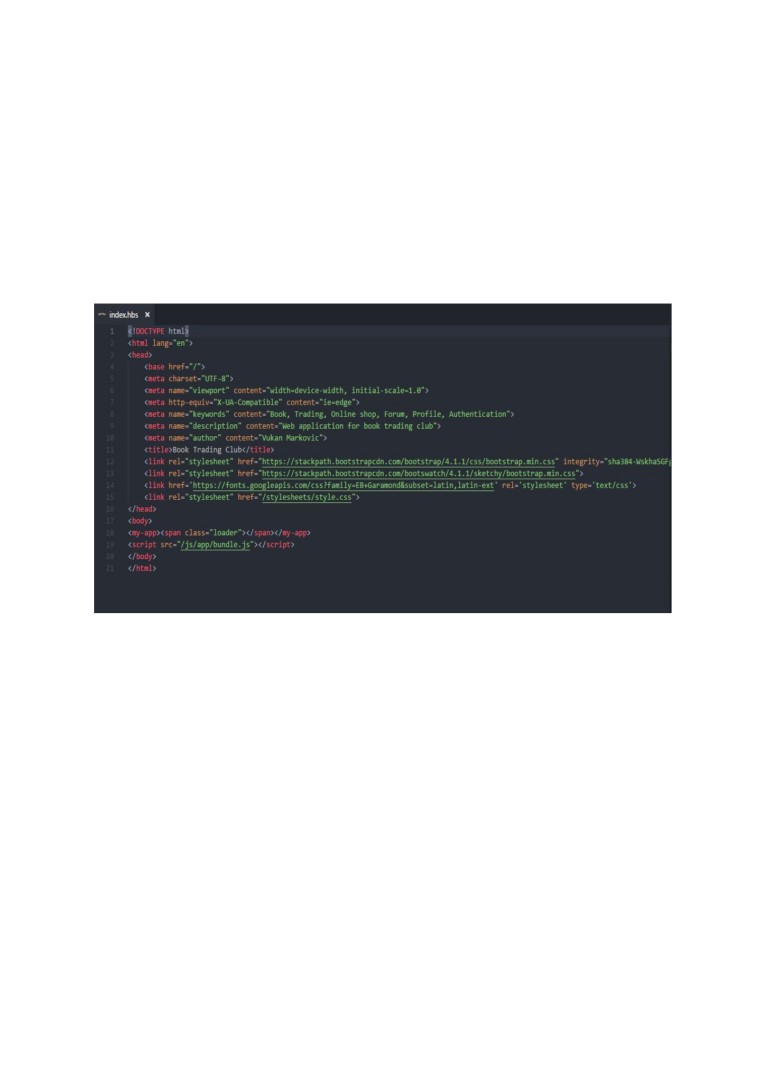 index.hbs ×
1 <!DOCTYPE html>
2 <html lang="en">
3 <head>
4 <base href="/">
5 <meta charset="UTF-8">
6 <meta name="viewport" content="width=device-width, initial-scale=1.0">
7 <meta http-equiv="X-UA-Compatible" content="ie=edge">
8 <meta name="keywords" content="Book, Trading, Online shop, Forum, Profile, Authentication">
9 <meta name="description" content="Web application for book trading club">
10 <meta name="author" content="Vukan Markovic">
11 <title>Book Trading Club</title>
12 <link rel="stylesheet" href="https://stackpath.bootstrapcdn.com/bootstrap/4.1.1/css/bootstrap.min.css" integrity="sha384-WskhaSGF
13 <link rel="stylesheet" href="https://stackpath.bootstrapcdn.com/bootswatch/4.1.1/sketchy/bootstrap.min.css">
14 <link href='https://fonts.googleapis.com/css?family=EB+Garamond&subset=latin,latin-ext' rel='stylesheet' type='text/css'>
15 <link rel="stylesheet" href="/stylesheets/style.css">
16 </head>
17 <body>
18 <my-app><span class="loader"></span></my-app>
19 <script src="/js/app/bundle.js"></script>
20 </body>
21 </html>